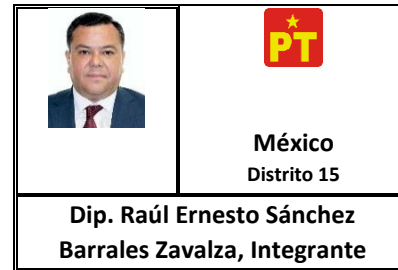 PT
México
Distrito 15
Dip. Raúl Ernesto Sánchez
Barrales Zavalza, Integrante